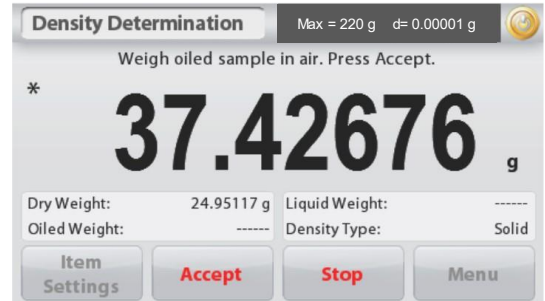 Density Determination Max = 220 g d= 0.00001 g
Weigh oiled sample in air. Press Accept.
*
37.42676 g
Dry Weight: 24.95117 g Liquid Weight: ------
Oiled Weight: ------ Density Type: Solid
Item Settings Accept Stop Menu